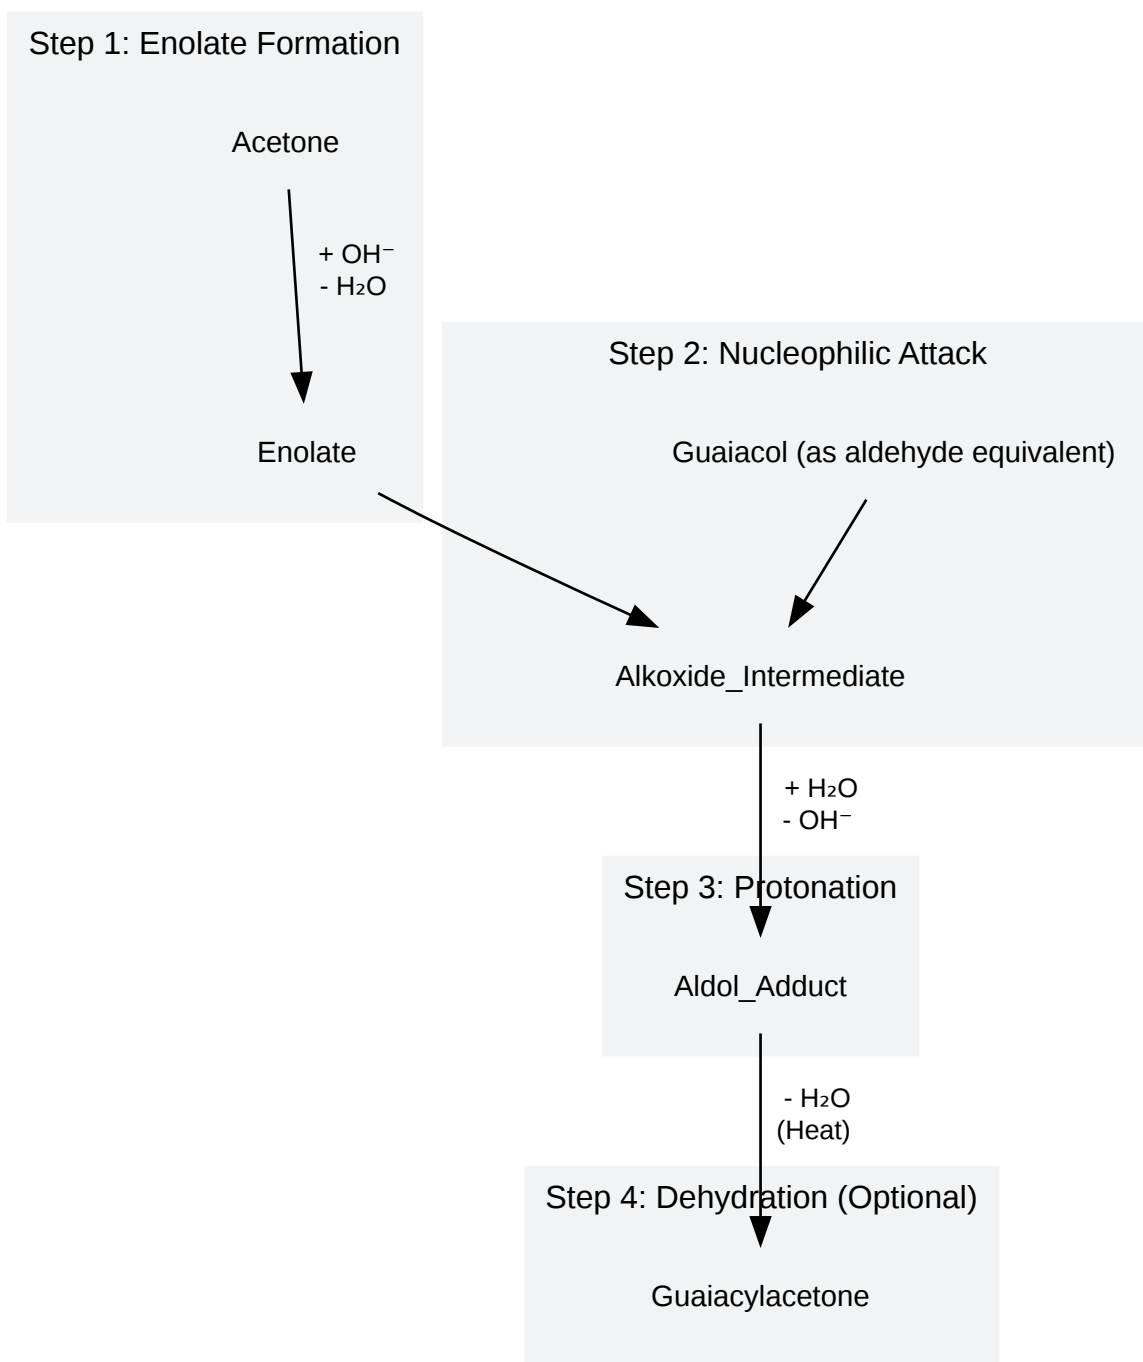 Step 1: Enolate Formation
Acetone
+ OH⁻
- H₂O
Enolate
Step 2: Nucleophilic Attack
Guaiacol (as aldehyde equivalent)
Alkoxide_Intermediate
+ H₂O
- OH⁻
Step 3: Protonation
Aldol_Adduct
- H₂O
(Heat)
Step 4: Dehydration (Optional)
Guaiacylacetone